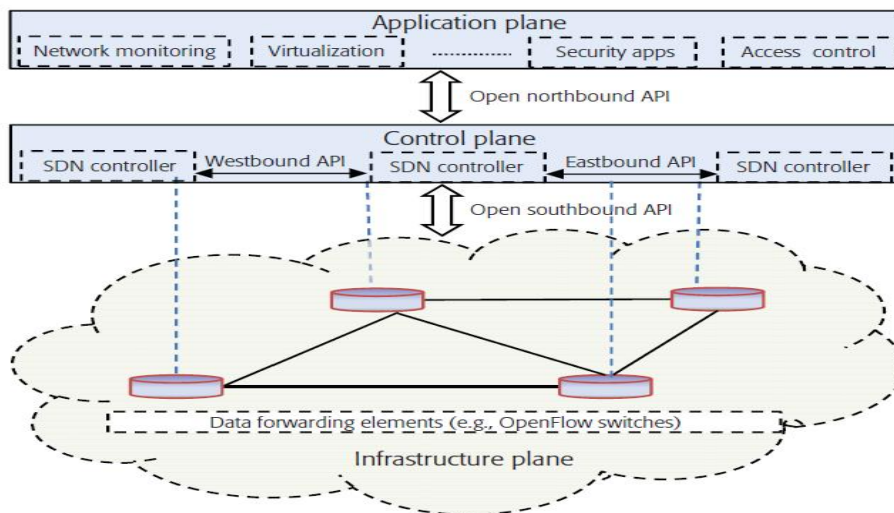 Application plane
Network monitoring Virtualization Security apps Access control
Open northbound API
Control plane
SDN controller Westbound API SDN controller Eastbound API SDN controller
Open southbound API
Data forwarding elements (e.g., OpenFlow switches)
Infrastructure plane